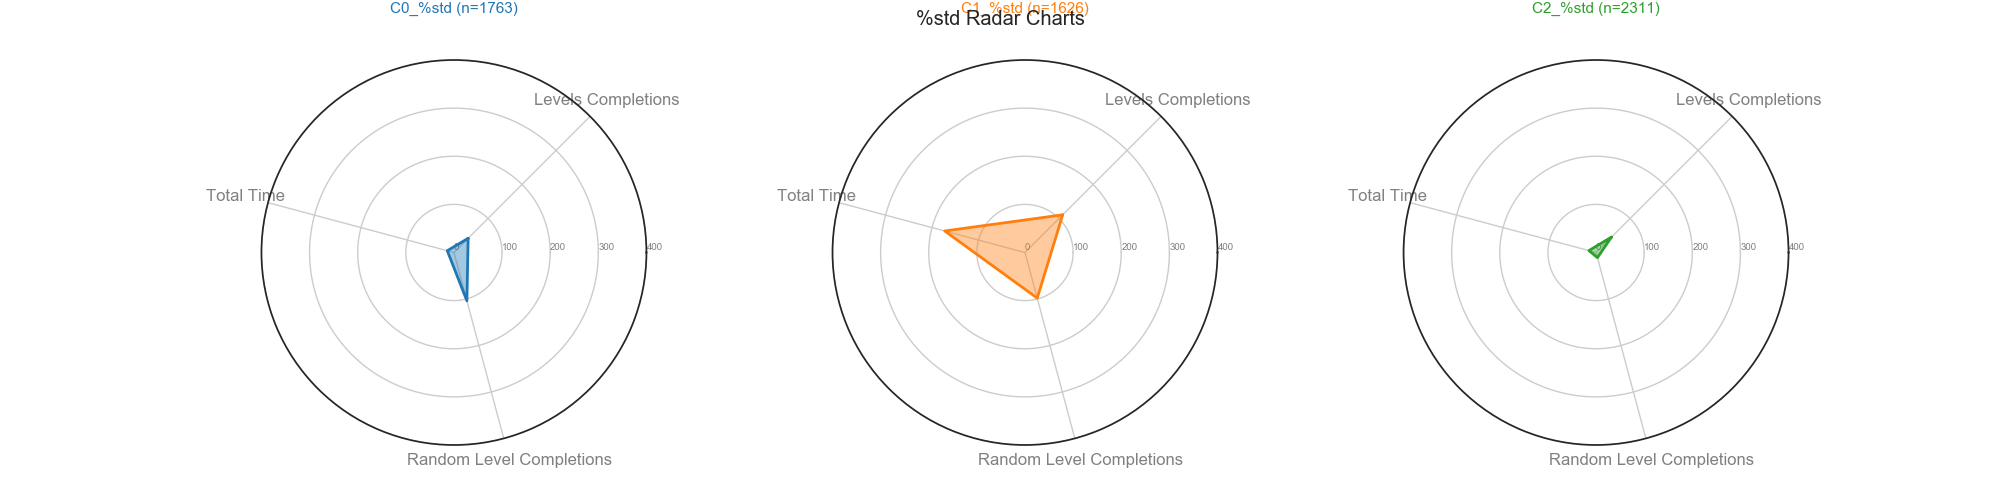 C0_%std (n=1763)
C1_%std (n=1626)
C2_%std (n=2311)
%std Radar Charts
Levels Completions
Total Time
0
100
200
300
400
Random Level Completions
Levels Completions
Total Time
0
100
200
300
400
Random Level Completions
Levels Completions
Total Time
0
100
200
300
400
Random Level Completions